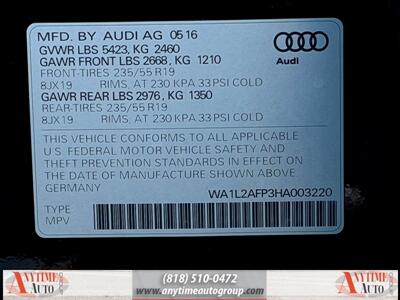 MFD. BY AUDI AG 05 16
GVWR LBS 5423, KG 2460
GAWR FRONT LBS 2668, KG 1210
FRONT-TIRES 235/55 R19
8JX19 RIMS, AT 230 KPA 33 PSI COLD
GAWR REAR LBS 2976, KG 1350
REAR-TIRES 235/55 R19
8JX19 RIMS, AT 230 KPA 33 PSI COLD
Audi
THIS VEHICLE CONFORMS TO ALL APPLICABLE
U.S. FEDERAL MOTOR VEHICLE SAFETY AND
THEFT PREVENTION STANDARDS IN EFFECT ON
THE DATE OF MANUFACTURE SHOWN ABOVE
GERMANY WA1L2AFP3HA003220
TYPE
MPV
ANYTIME AUTO
(818) 510-0472
www.anytimeautogroup.com
ANYTIME AUTO